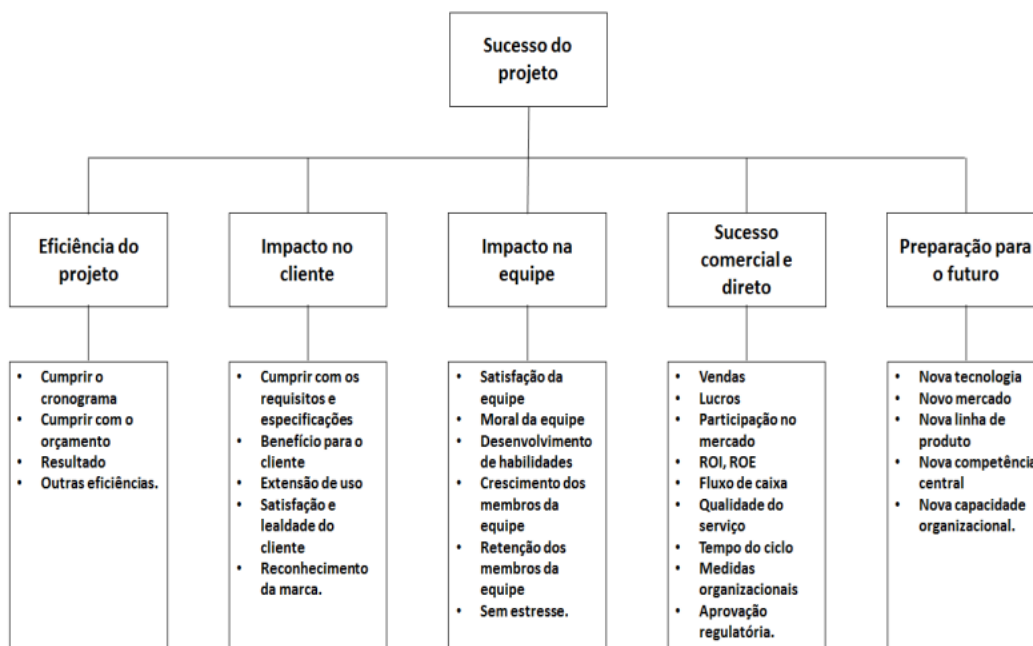 Sucesso do
projeto
Eficiência do
projeto
Impacto no
cliente
Impacto na
equipe
Sucesso
comercial e
direto
Preparação para
o futuro
• Cumprir o
cronograma
• Cumprir com o
orçamento
• Resultado
• Outras eficiências.
• Cumprir com os
requisitos e
especificações
• Benefício para o
cliente
• Extensão de uso
• Satisfação e
lealdade do
cliente
• Reconhecimento
da marca.
• Satisfação da
equipe
• Moral da equipe
• Desenvolvimento
de habilidades
• Crescimento dos
membros da
equipe
• Retenção dos
membros da
equipe
• Sem estresse.
• Vendas
• Lucros
• Participação no
mercado
• ROI, ROE
• Fluxo de caixa
• Qualidade do
serviço
• Tempo do ciclo
• Medidas
organizacionais
• Aprovação
regulatória.
• Nova tecnologia
• Novo mercado
• Nova linha de
produto
• Nova competência
central
• Nova capacidade
organizacional.